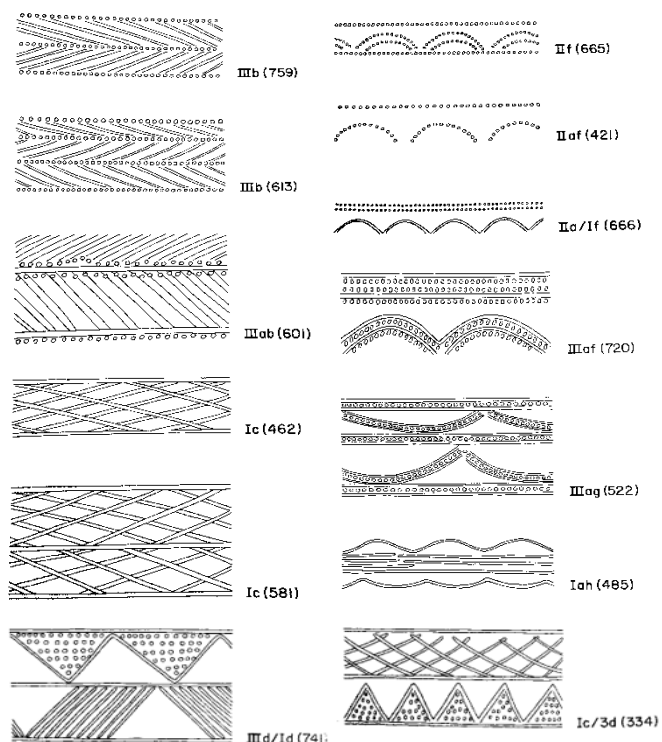 IIIb (759)
IIIb (613)
IIIab (601)
Ic (462)
Ic (581)
IIId/Id (741)
IIf (665)
IIaf (421)
IIa/If (666)
IIIaf (720)
IIIag (522)
Iah (485)
Ic/3d (334)